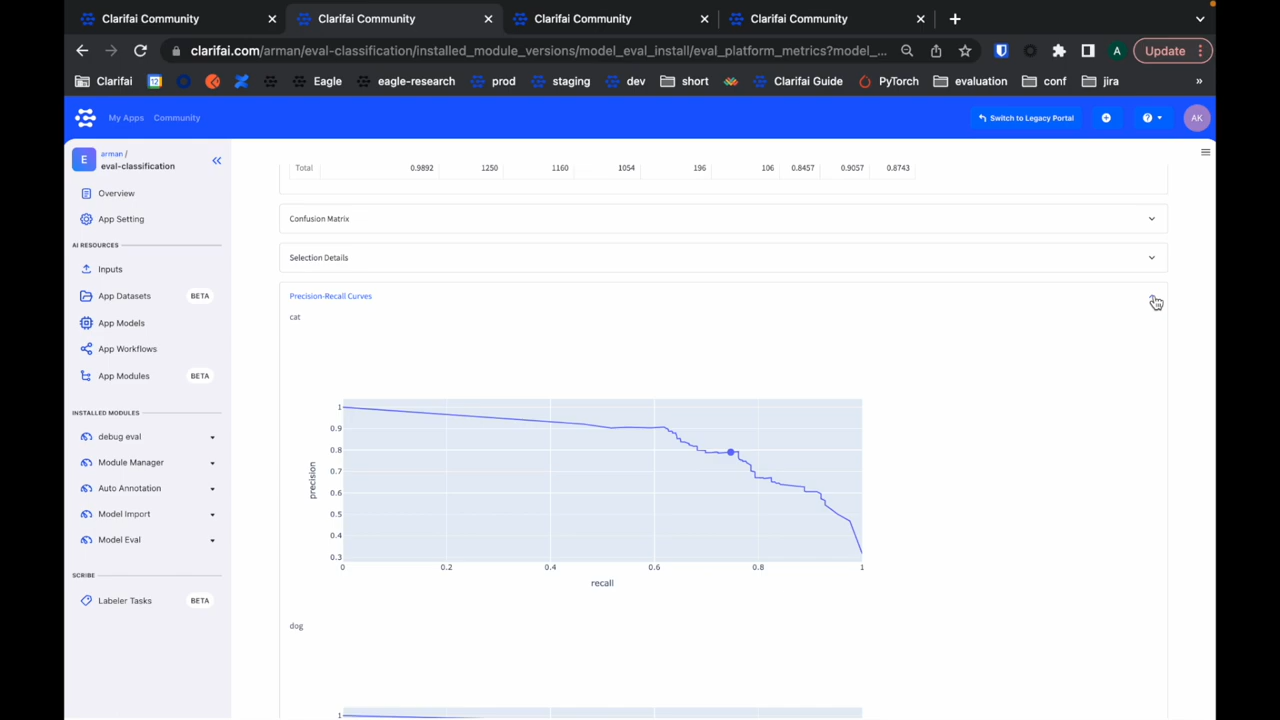 Clarifai Community
Clarifai Community
Clarifai Community
Clarifai Community
clarifai.com/arman/eval-classification/installed_module_versions/model_eval_install/eval_platform_metrics?model_...
A
Update
Clarifai
12
Eagle
eagle-research
prod
staging
dev
short
Clarifai Guide
PyTorch
evaluation
conf
jira
»
My Apps
Community
Switch to Legacy Portal
AK
E
arman /
eval-classification
Overview
App Setting
AI RESOURCES
Inputs
App Datasets BETA
App Models
App Workflows
App Modules BETA
INSTALLED MODULES
debug eval
Module Manager
Auto Annotation
Model Import
Model Eval
SCRIBE
Labeler Tasks BETA
Total 0.9892 1250 1160 1054 196 106 0.8457 0.9057 0.8743
Confusion Matrix
Selection Details
Precision-Recall Curves
cat
1
0.9
0.8
0.7
0.6
0.5
0.4
0.3
precision
0 0.2 0.4 0.6 0.8 1
recall
dog
1